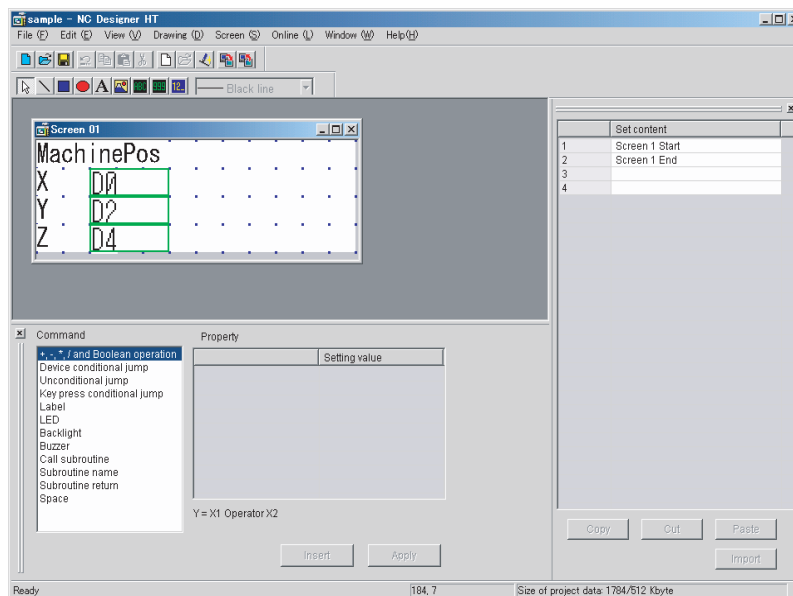 sample - NC Designer HT
File (F) Edit (E) View (V) Drawing (D) Screen (S) Online (L) Window (W) Help(H)
A ABC 999 12..
Black line
Screen 01
MachinePos
X D0
Y D2
Z D4
Set content
1 Screen 1 Start
2 Screen 1 End
3
4
Command
+, -, *, / and Boolean operation
Device conditional jump
Unconditional jump
Key press conditional jump
Label
LED
Backlight
Buzzer
Call subroutine
Subroutine name
Subroutine return
Space
Property
Setting value
Y = X1 Operator X2
Insert Apply
Copy Cut Paste
Import
Ready 184, 7 Size of project data: 1784/512 Kbyte